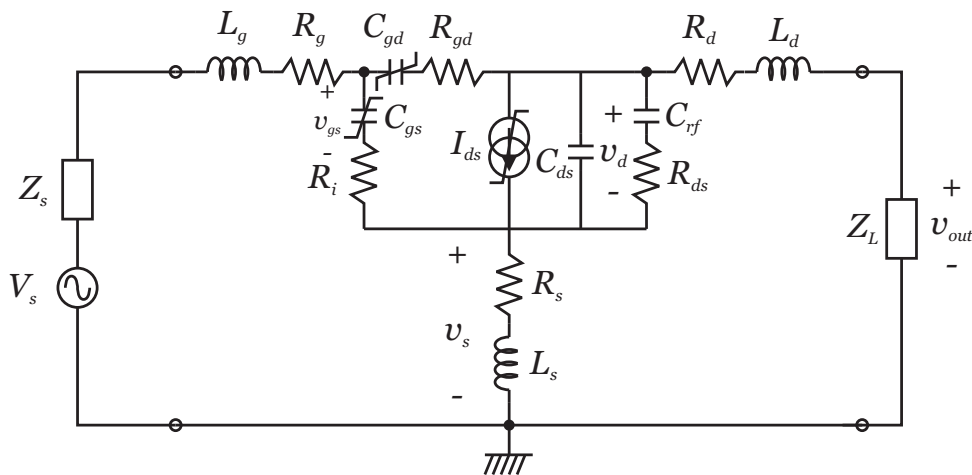 L_g R_g C_gd R_gd R_d L_d
+ v_gs - C_gs
R_i
I_ds
C_ds
+ v_d -
C_rf
R_ds
Z_s
V_s
+ v_s -
R_s
L_s
Z_L
+ v_out -